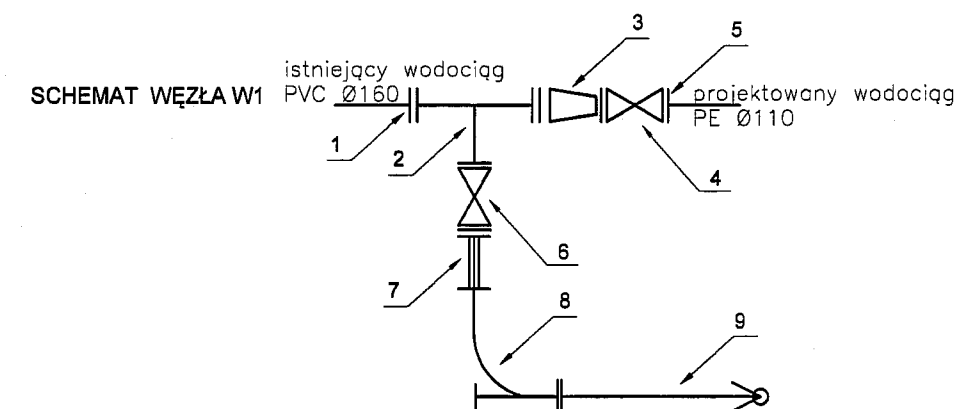 3
5
istniejący wodociąg
SCHEMAT WĘZŁA W1
PVC Ø160
projektowany wodociąg
PE Ø110
1
2
4
6
7
8
9